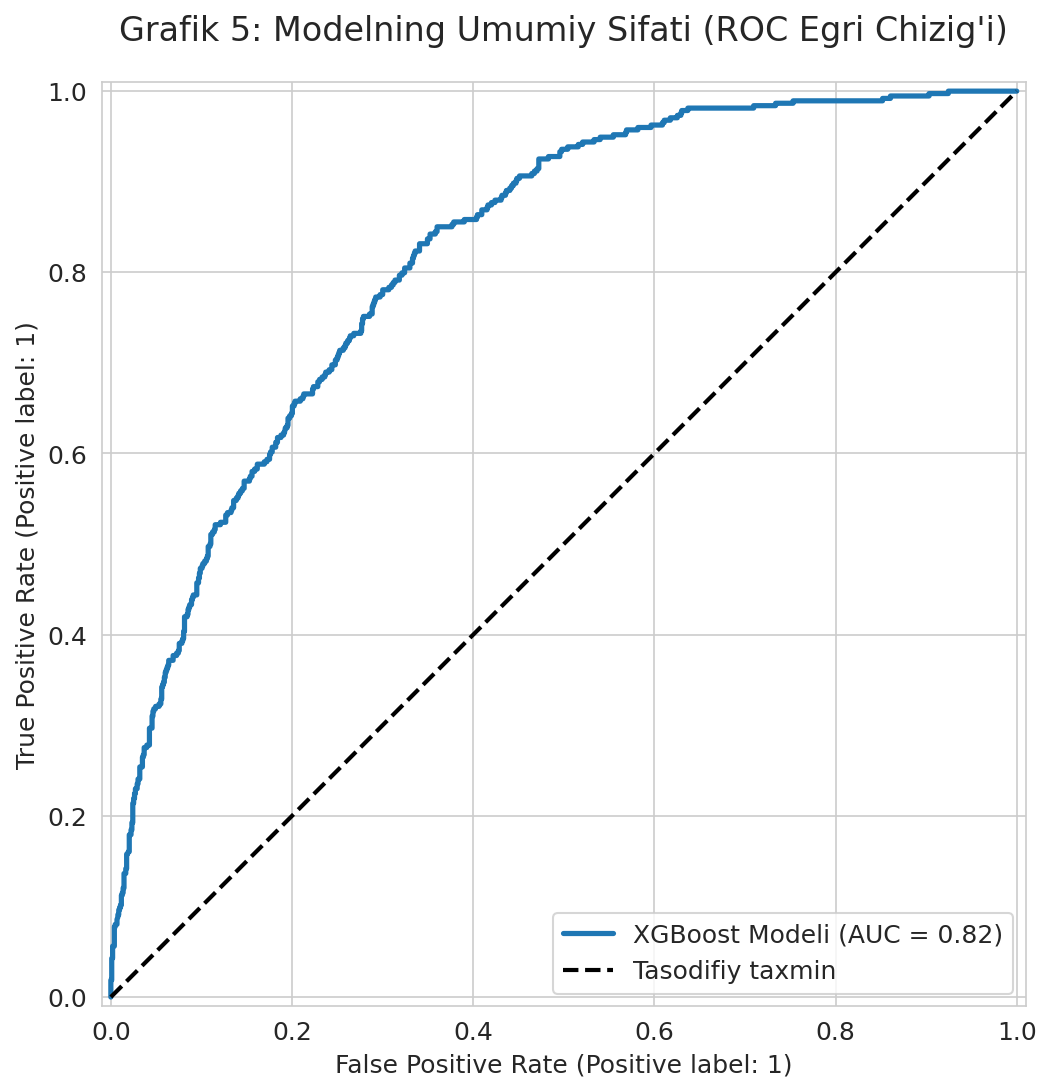 Grafik 5: Modelning Umumiy Sifati (ROC Egri Chizig'i)
True Positive Rate (Positive label: 1)
1.0
0.8
0.6
0.4
0.2
0.0
XGBoost Modeli (AUC = 0.82)
Tasodifiy taxmin
0.0 0.2 0.4 0.6 0.8 1.0
False Positive Rate (Positive label: 1)